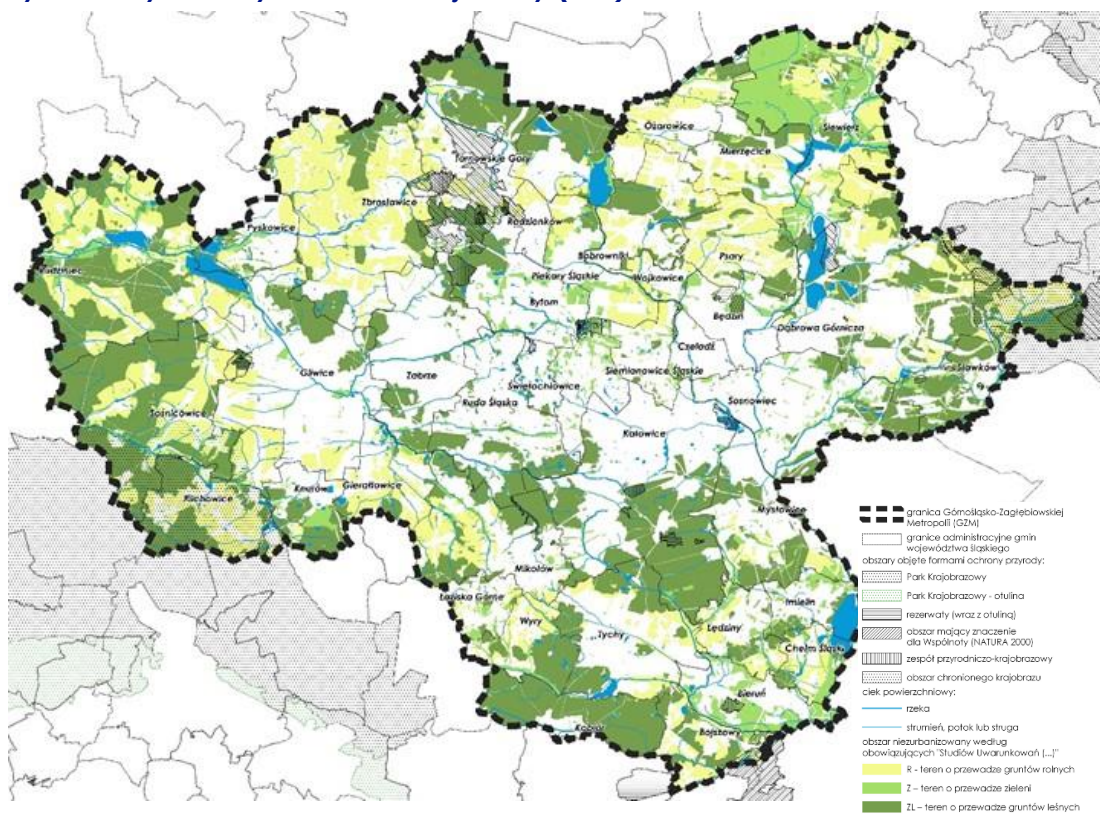 Ożarowice
Siewierz
Mierzęcice
Tarnowskie Góry
Zbrosławice
Radzionków
Pyskowice
Rudziniec
Bobrowniki
Psary
Piekary Śląskie
Wojkowice
Bytom
Będzin
Dąbrowa Górnicza
Czeladź
Sławków
Gliwice
Zabrze
Siemianowice Śląskie
Świętochłowice
Ruda Śląska
Sosnowiec
Sośnicowice
Katowice
Knurów
Gierałtowice
Pilchowice
Mysłowice
Mikołów
Imielin
Łaziska Górne
Wyry
Lędziny
Tychy
Chełm Śląski
Bieruń
Kobiór
Bojszowy
granica Górnośląsko-Zagłębiowskiej
Metropolii (GZM)
granice administracyjne gmin
województwa śląskiego
obszary objęte formami ochrony przyrody:
Park Krajobrazowy
Park Krajobrazowy - otulina
rezerwaty (wraz z otuliną)
obszar mający znaczenie
dla Wspólnoty (NATURA 2000)
zespół przyrodniczo-krajobrazowy
obszar chronionego krajobrazu
ciek powierzchniowy:
rzeka
strumień, potok lub struga
obszar niezurbanizowany według
obowiązujących "Studiów Uwarunkowań (...)"
R - teren o przewadze gruntów rolnych
Z – teren o przewadze zieleni
ZL – teren o przewadze gruntów leśnych